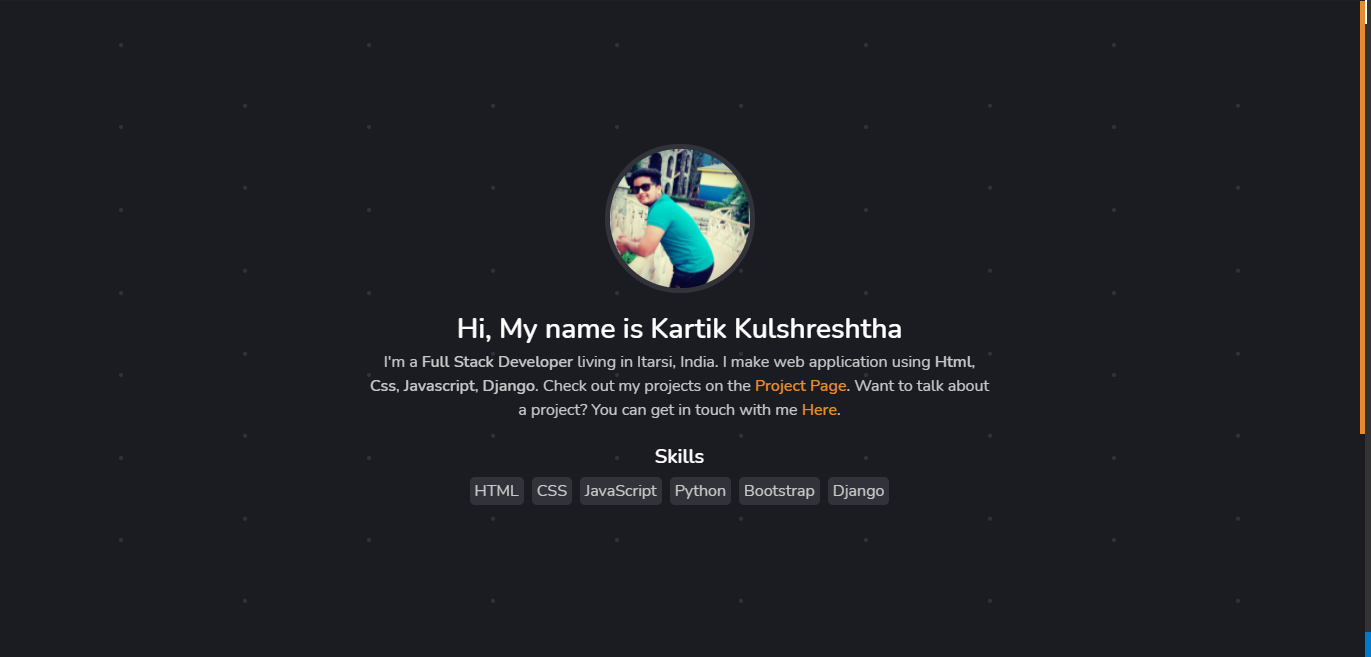 Hi, My name is Kartik Kulshreshtha
I'm a Full Stack Developer living in Itarsi, India. I make web application using Html,
Css, Javascript, Django. Check out my projects on the Project Page. Want to talk about
a project? You can get in touch with me Here.
Skills
HTML CSS JavaScript Python Bootstrap Django